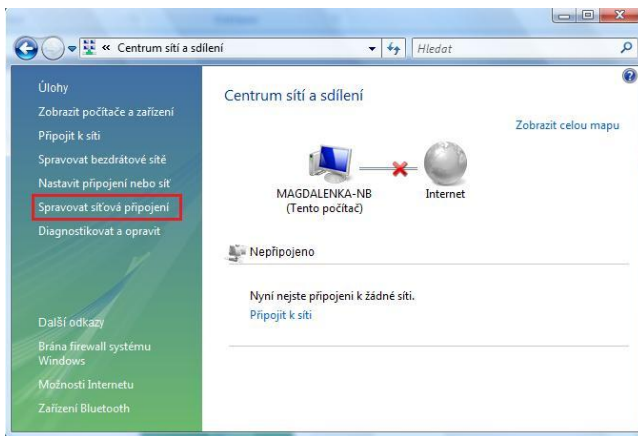 « Centrum sítí a sdílení
Hledat
Úlohy
Zobrazit počítače a zařízení
Připojit k síti
Spravovat bezdrátové sítě
Nastavit připojení nebo síť
Spravovat síťová připojení
Diagnostikovat a opravit
Další odkazy
Brána firewall systému
Windows
Možnosti Internetu
Zařízení Bluetooth
Centrum sítí a sdílení
Zobrazit celou mapu
MAGDALENKA-NB
(Tento počítač)
Internet
Nepřipojeno
Nyní nejste připojeni k žádné síti.
Připojit k síti